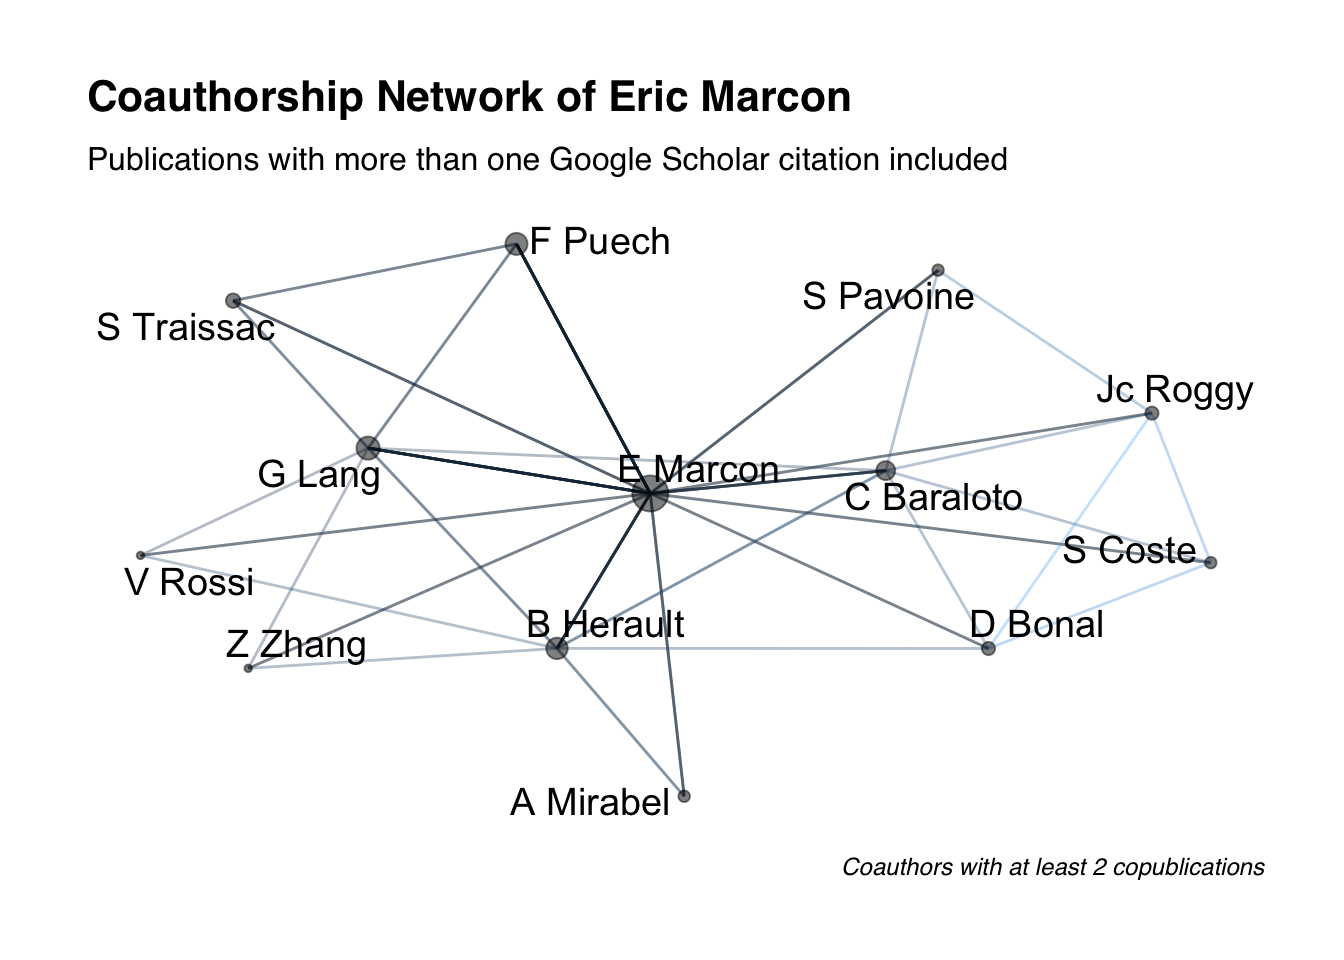 Coauthorship Network of Eric Marcon
Publications with more than one Google Scholar citation included
F Puech
S Pavoine
S Traissac
Jc Roggy
E Marcon
G Lang
C Baraloto
S Coste
V Rossi
B Herault
D Bonal
Z Zhang
A Mirabel
Coauthors with at least 2 copublications